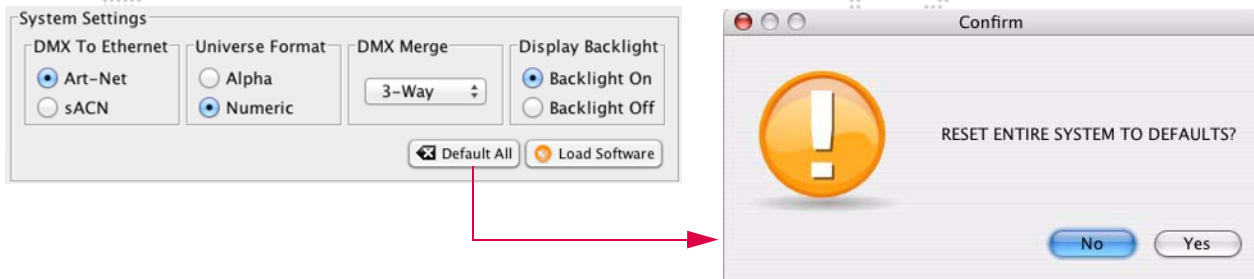 System Settings
DMX To Ethernet
Art-Net
sACN
Universe Format
Alpha
Numeric
DMX Merge
3-Way
Display Backlight
Backlight On
Backlight Off
Default All
Load Software
Confirm
RESET ENTIRE SYSTEM TO DEFAULTS?
No
Yes